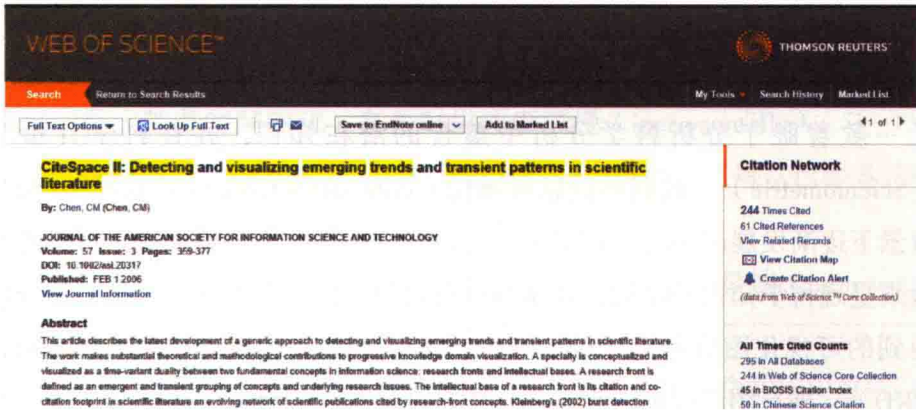 WEB OF SCIENCE™
THOMSON REUTERS™
Search Return to Search Results My Tools Search History Marked List
Full Text Options Look Up Full Text Save to EndNote online Add to Marked List 1 of 1
CiteSpace II: Detecting and visualizing emerging trends and transient patterns in scientific
literature
By: Chen, CM (Chen, CM)
JOURNAL OF THE AMERICAN SOCIETY FOR INFORMATION SCIENCE AND TECHNOLOGY
Volume: 57 Issue: 3 Pages: 359-377
DOI: 10.1002/asi.20317
Published: FEB 1 2006
View Journal Information
Abstract
This article describes the latest development of a generic approach to detecting and visualizing emerging trends and transient patterns in scientific literature.
The work makes substantial theoretical and methodological contributions to progressive knowledge domain visualization. A specialty is conceptualized and
visualized as a time-variant duality between two fundamental concepts in information science: research fronts and intellectual bases. A research front is
defined as an emergent and transient grouping of concepts and underlying research issues. The intellectual base of a research front is its citation and co-
citation footprint in scientific literature an evolving network of scientific publications cited by research-front concepts. Kleinberg's (2002) burst detection
Citation Network
244 Times Cited
61 Cited References
View Related Records
View Citation Map
Create Citation Alert
(data from Web of Science ™ Core Collection)
All Times Cited Counts
295 in All Databases
244 in Web of Science Core Collection
45 in BIOSIS Citation Index
50 in Chinese Science Citation